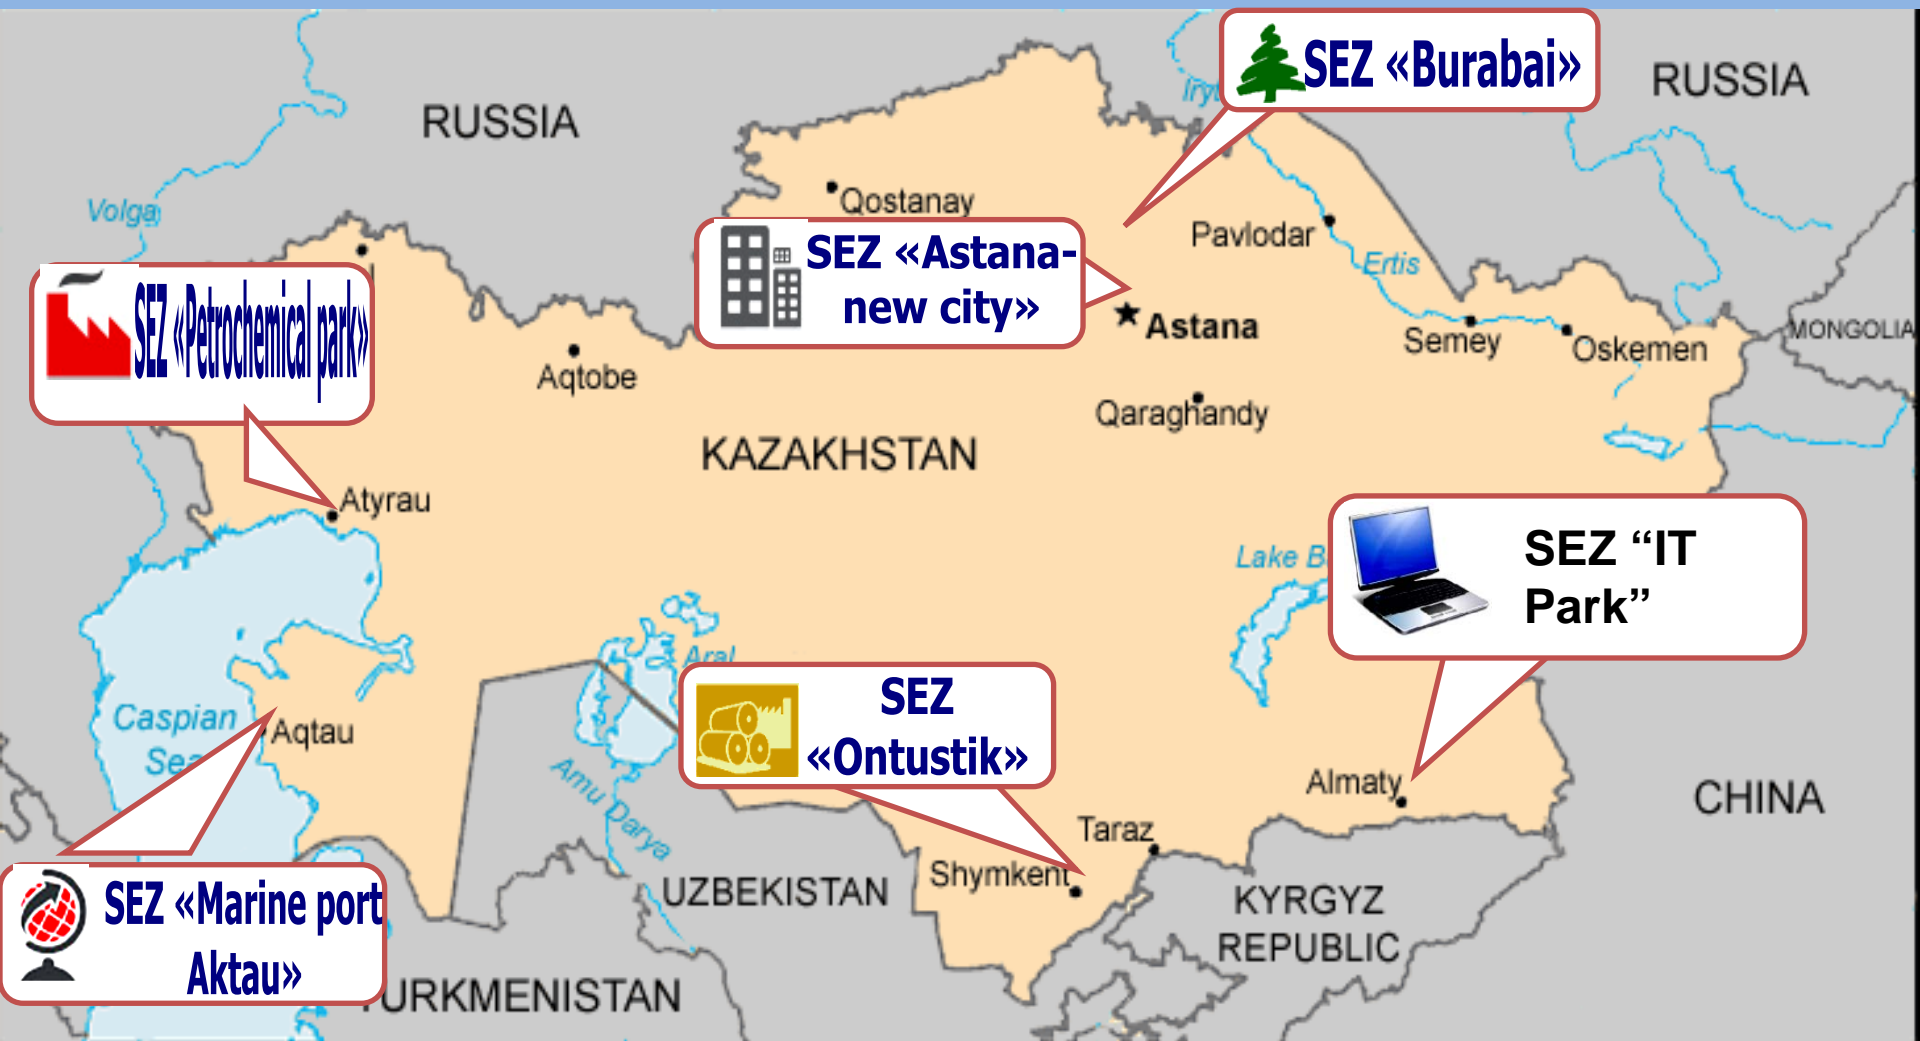 SEZ «Burabai»
RUSSIA
RUSSIA
Volga
Qostanay
Pavlodar
Ertis
SEZ «Astana-
new city»
Astana
SEZ «Petrochemical park»
Semey
Oskemen
MONGOLIA
Aqtobe
Qaraghandy
KAZAKHSTAN
Atyrau
SEZ “IT
Park”
Lake
Aral
SEZ
«Ontustik»
Caspian
Sea
Aqtau
Amu Darya
Almaty
CHINA
Taraz
Shymkent
UZBEKISTAN
KYRGYZ
REPUBLIC
SEZ «Marine port
Aktau»
TURKMENISTAN